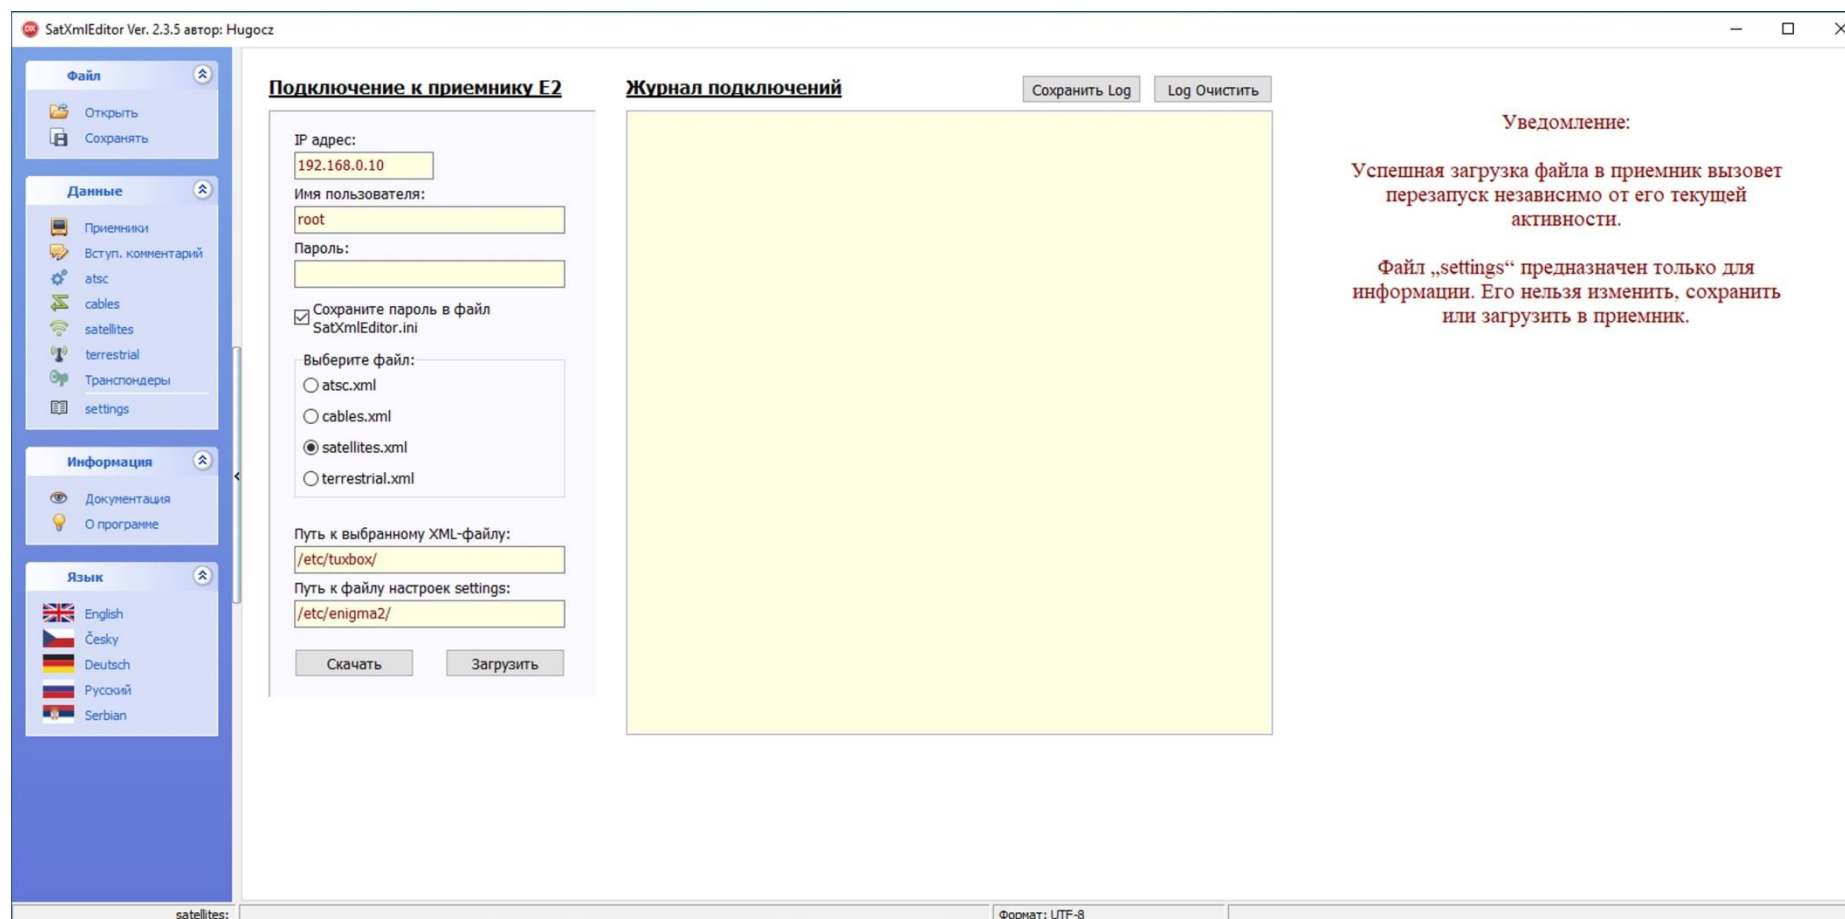 SatXmlEditor Ver. 2.3.5 автор: Hugocz
Файл
Открыть
Сохранять
Данные
Приемники
Вступ. комментарий
atsc
cables
satellites
terrestrial
Транспондеры
settings
Информация
Документация
О программе
Язык
English
Česky
Deutsch
Русский
Serbian
Подключение к приемнику E2
IP адрес:
192.168.0.10
Имя пользователя:
root
Пароль:
Сохраните пароль в файл
SatXmlEditor.ini
Выберите файл:
atsc.xml
cables.xml
satellites.xml
terrestrial.xml
Путь к выбранному XML-файлу:
/etc/tuxbox/
Путь к файлу настроек settings:
/etc/enigma2/
Скачать
Загрузить
Журнал подключений
Сохранить Log
Log Очистить
Уведомление:
Успешная загрузка файла в приемник вызовет
перезапуск независимо от его текущей
активности.
Файл „settings“ предназначен только для
информации. Его нельзя изменить, сохранить
или загрузить в приемник.
satellites:
Формат: UTF-8